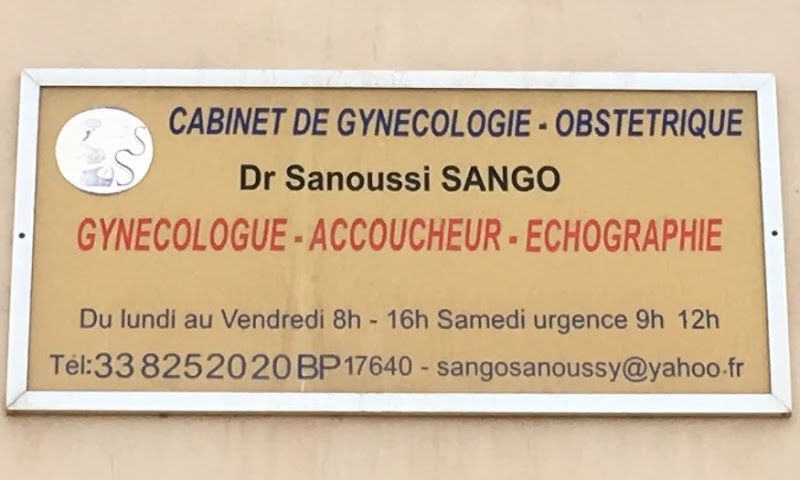 CABINET DE GYNECOLOGIE - OBSTETRIQUE
Dr Sanoussi SANGO
GYNECOLOGUE - ACCOUCHEUR - ECHOGRAPHIE
Du lundi au Vendredi 8h - 16h Samedi urgence 9h 12h
Tél:33 825 20 20 BP 17640 - sangosanoussy@yahoo.fr